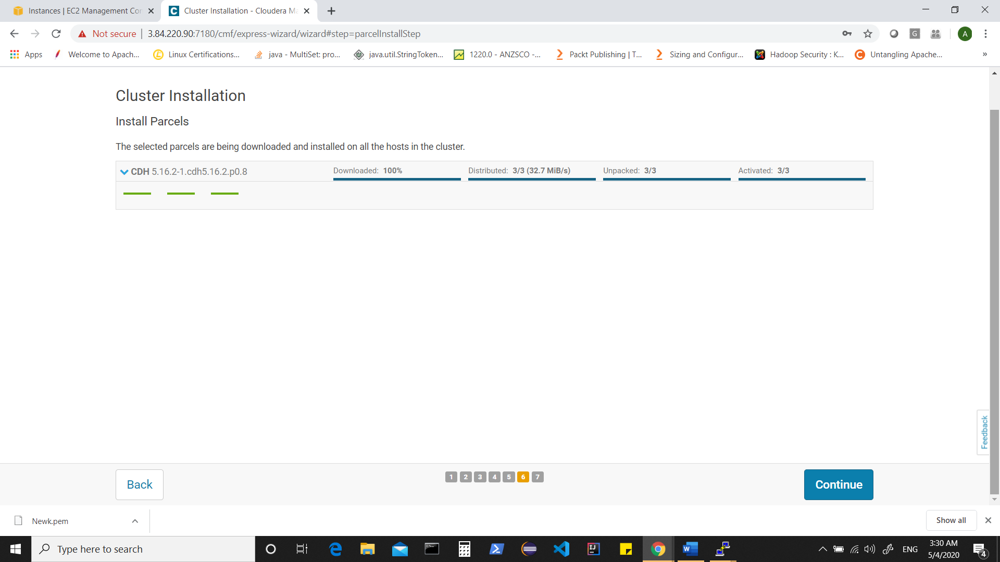 Instances | EC2 Management Con
Cluster Installation - Cloudera Ma
Not secure | 3.84.220.90:7180/cmf/express-wizard/wizard#step=parcelInstallStep
A
Apps Welcome to Apach... Linux Certifications... java - MultiSet: pro... java.util.StringToken... 1220.0 - ANZSCO -... Packt Publishing | T... Sizing and Configur... Hadoop Security : K... Untangling Apache... »
Cluster Installation
Install Parcels
The selected parcels are being downloaded and installed on all the hosts in the cluster.
CDH 5.16.2-1.cdh5.16.2.p0.8 Downloaded: 100% Distributed: 3/3 (32.7 MiB/s) Unpacked: 3/3 Activated: 3/3
Feedback
Back 1 2 3 4 5 6 7 Continue
Newk.pem Show all
Type here to search ENG 3:30 AM
5/4/2020 4